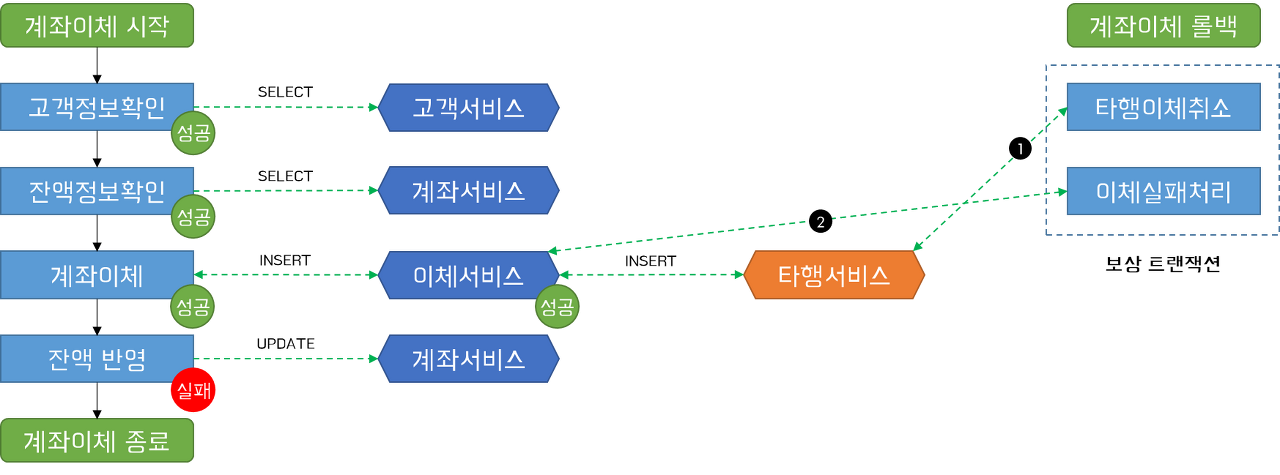 계좌이체 시작
계좌이체 롤백
고객정보확인
SELECT
고객서비스
타행이체취소
성공
1
잔액정보확인
SELECT
계좌서비스
이체실패처리
성공
2
계좌이체
INSERT
이체서비스
INSERT
타행서비스
보상 트랜잭션
성공
성공
잔액 반영
UPDATE
계좌서비스
실패
계좌이체 종료